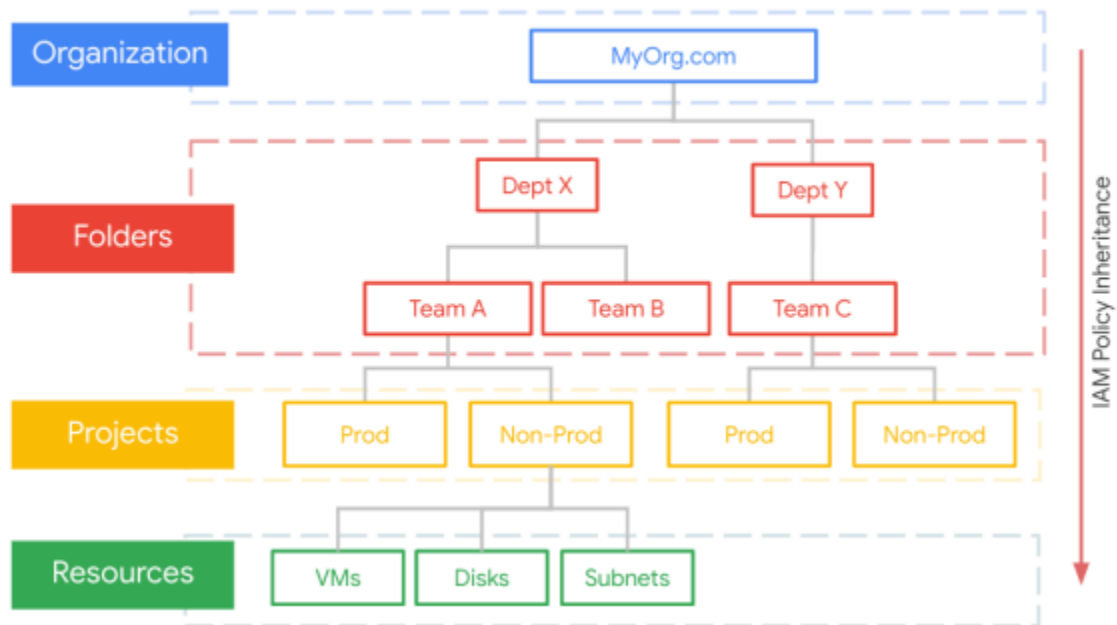 Organization
MyOrg.com
Folders
Dept X
Dept Y
Team A
Team B
Team C
Projects
Prod
Non-Prod
Prod
Non-Prod
Resources
VMs
Disks
Subnets
IAM Policy Inheritance